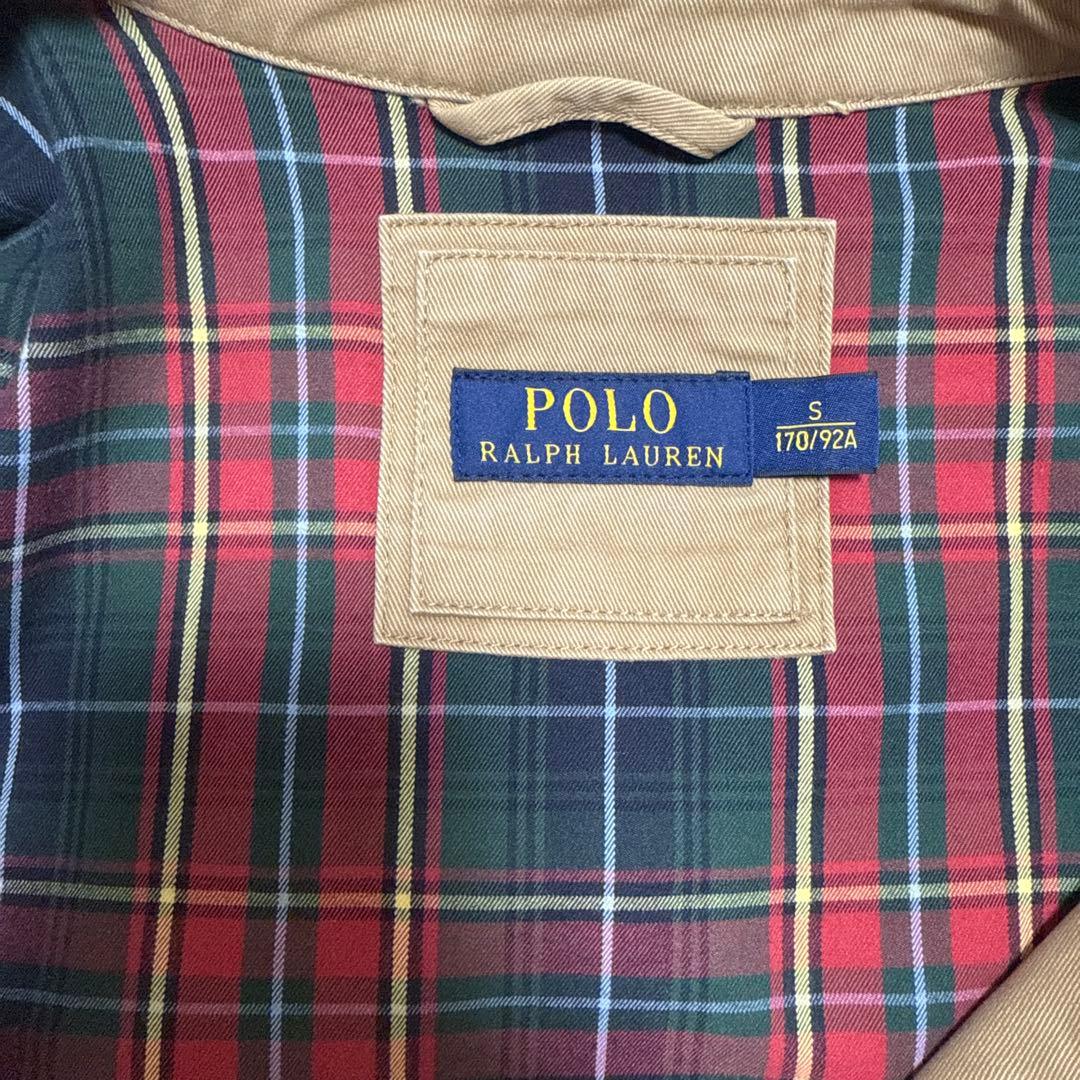 POLO
RALPH LAUREN
S
170/92A